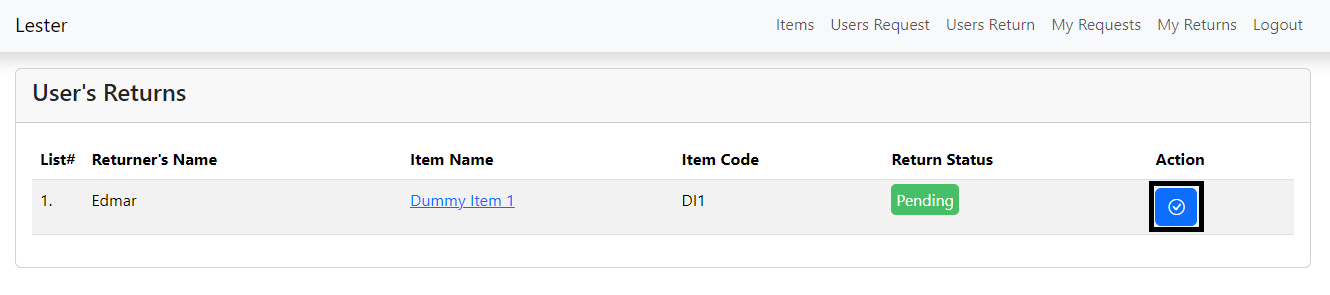 Lester Items Users Request Users Return My Requests My Returns Logout
User's Returns
List# Returner's Name Item Name Item Code Return Status Action
1. Edmar Dummy Item 1 DI1 Pending